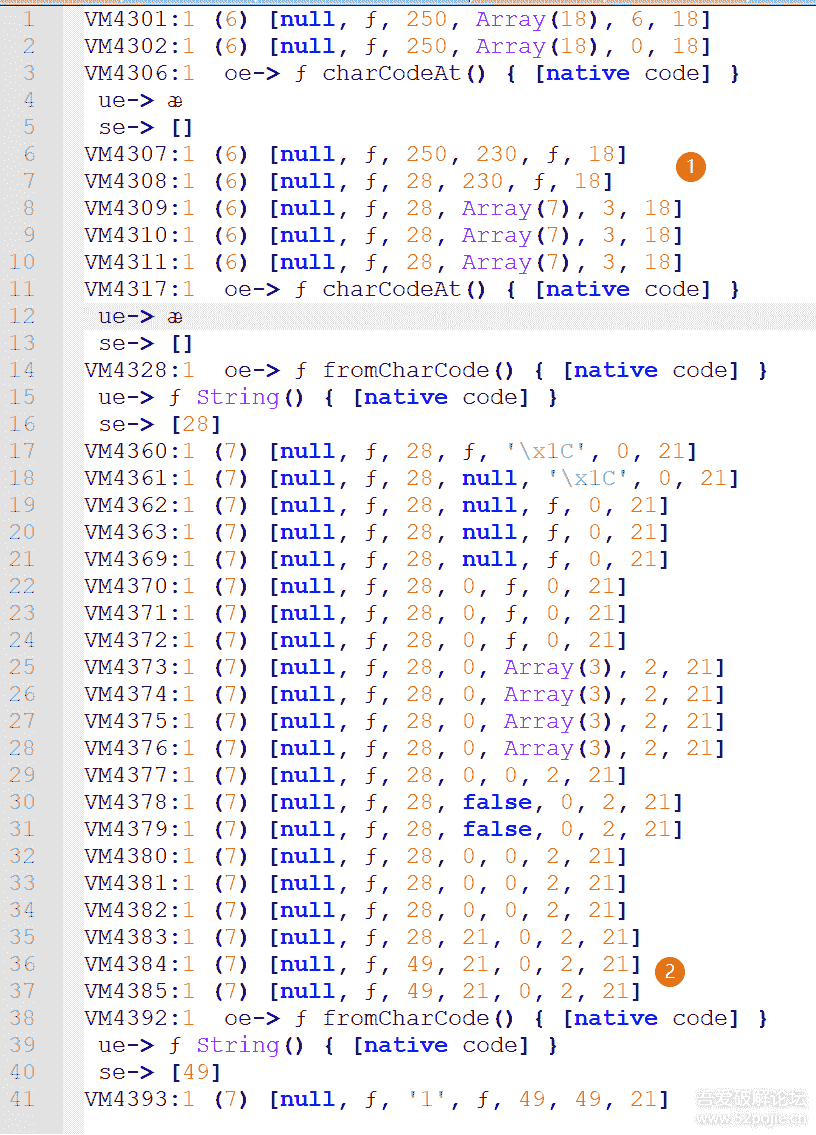 1 VM4301:1 (6) [null, ƒ, 250, Array(18), 6, 18]
2 VM4302:1 (6) [null, ƒ, 250, Array(18), 0, 18]
3 VM4306:1 oe-> ƒ charCodeAt() { [native code] }
4 ue-> æ
5 se-> []
6 VM4307:1 (6) [null, ƒ, 250, 230, ƒ, 18] 1
7 VM4308:1 (6) [null, ƒ, 28, 230, ƒ, 18]
8 VM4309:1 (6) [null, ƒ, 28, Array(7), 3, 18]
9 VM4310:1 (6) [null, ƒ, 28, Array(7), 3, 18]
10 VM4311:1 (6) [null, ƒ, 28, Array(7), 3, 18]
11 VM4317:1 oe-> ƒ charCodeAt() { [native code] }
12 ue-> æ
13 se-> []
14 VM4328:1 oe-> ƒ fromCharCode() { [native code] }
15 ue-> ƒ String() { [native code] }
16 se-> [28]
17 VM4360:1 (7) [null, ƒ, 28, ƒ, '\x1C', 0, 21]
18 VM4361:1 (7) [null, ƒ, 28, null, '\x1C', 0, 21]
19 VM4362:1 (7) [null, ƒ, 28, null, ƒ, 0, 21]
20 VM4363:1 (7) [null, ƒ, 28, null, ƒ, 0, 21]
21 VM4369:1 (7) [null, ƒ, 28, null, ƒ, 0, 21]
22 VM4370:1 (7) [null, ƒ, 28, 0, ƒ, 0, 21]
23 VM4371:1 (7) [null, ƒ, 28, 0, ƒ, 0, 21]
24 VM4372:1 (7) [null, ƒ, 28, 0, ƒ, 0, 21]
25 VM4373:1 (7) [null, ƒ, 28, 0, Array(3), 2, 21]
26 VM4374:1 (7) [null, ƒ, 28, 0, Array(3), 2, 21]
27 VM4375:1 (7) [null, ƒ, 28, 0, Array(3), 2, 21]
28 VM4376:1 (7) [null, ƒ, 28, 0, Array(3), 2, 21]
29 VM4377:1 (7) [null, ƒ, 28, 0, 0, 2, 21]
30 VM4378:1 (7) [null, ƒ, 28, false, 0, 2, 21]
31 VM4379:1 (7) [null, ƒ, 28, false, 0, 2, 21]
32 VM4380:1 (7) [null, ƒ, 28, 0, 0, 2, 21]
33 VM4381:1 (7) [null, ƒ, 28, 0, 0, 2, 21]
34 VM4382:1 (7) [null, ƒ, 28, 0, 0, 2, 21]
35 VM4383:1 (7) [null, ƒ, 28, 21, 0, 2, 21]
36 VM4384:1 (7) [null, ƒ, 49, 21, 0, 2, 21] 2
37 VM4385:1 (7) [null, ƒ, 49, 21, 0, 2, 21]
38 VM4392:1 oe-> ƒ fromCharCode() { [native code] }
39 ue-> ƒ String() { [native code] }
40 se-> [49]
41 VM4393:1 (7) [null, ƒ, '1', ƒ, 49, 49, 21]
吾爱破解论坛
www.52pojie.cn